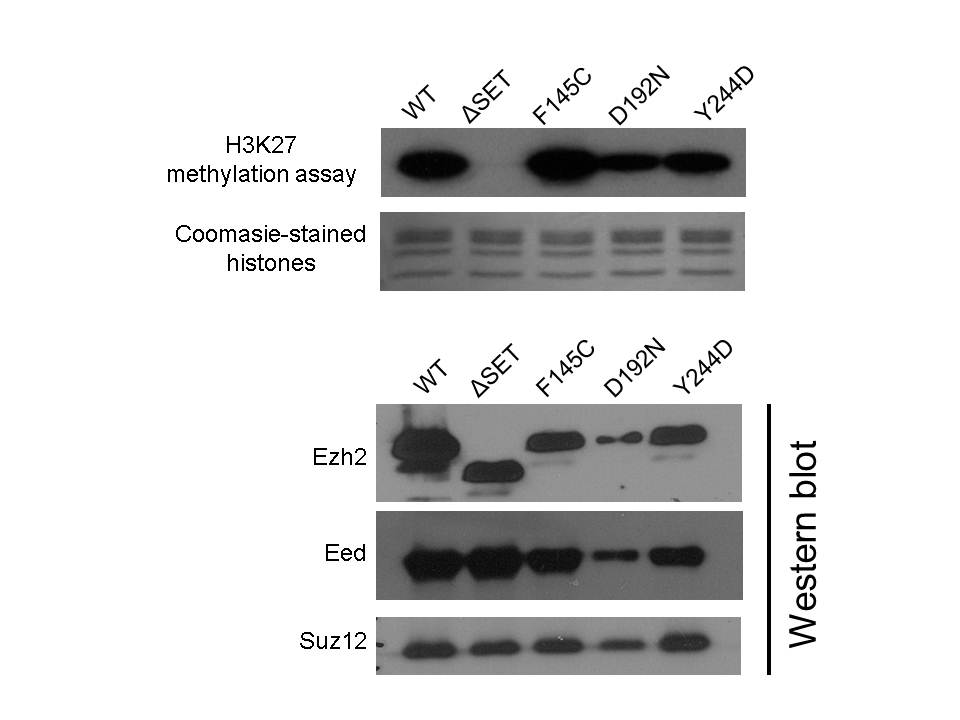 WT ΔSET F145C D192N Y244D
H3K27
methylation assay
Coomasie-stained
histones
WT ΔSET F145C D192N Y244D
Ezh2
Eed
Suz12
Western blot